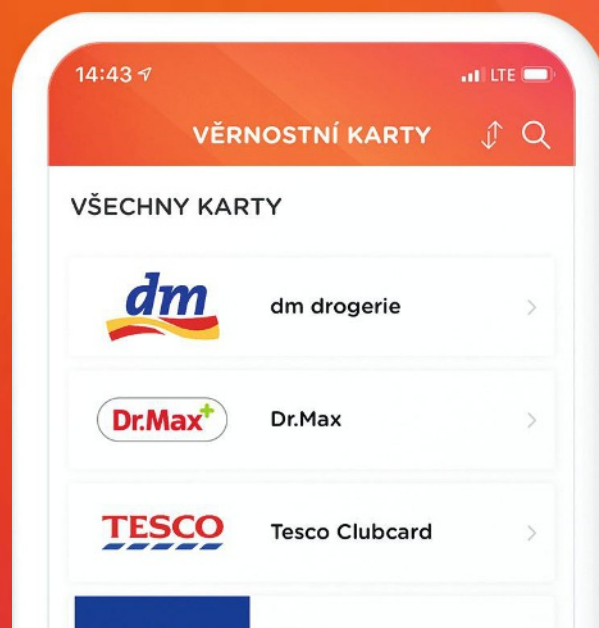 14:43 LTE
VĚRNOSTNÍ KARTY
VŠECHNY KARTY
dm dm drogerie
Dr.Max+ Dr.Max
TESCO Tesco Clubcard